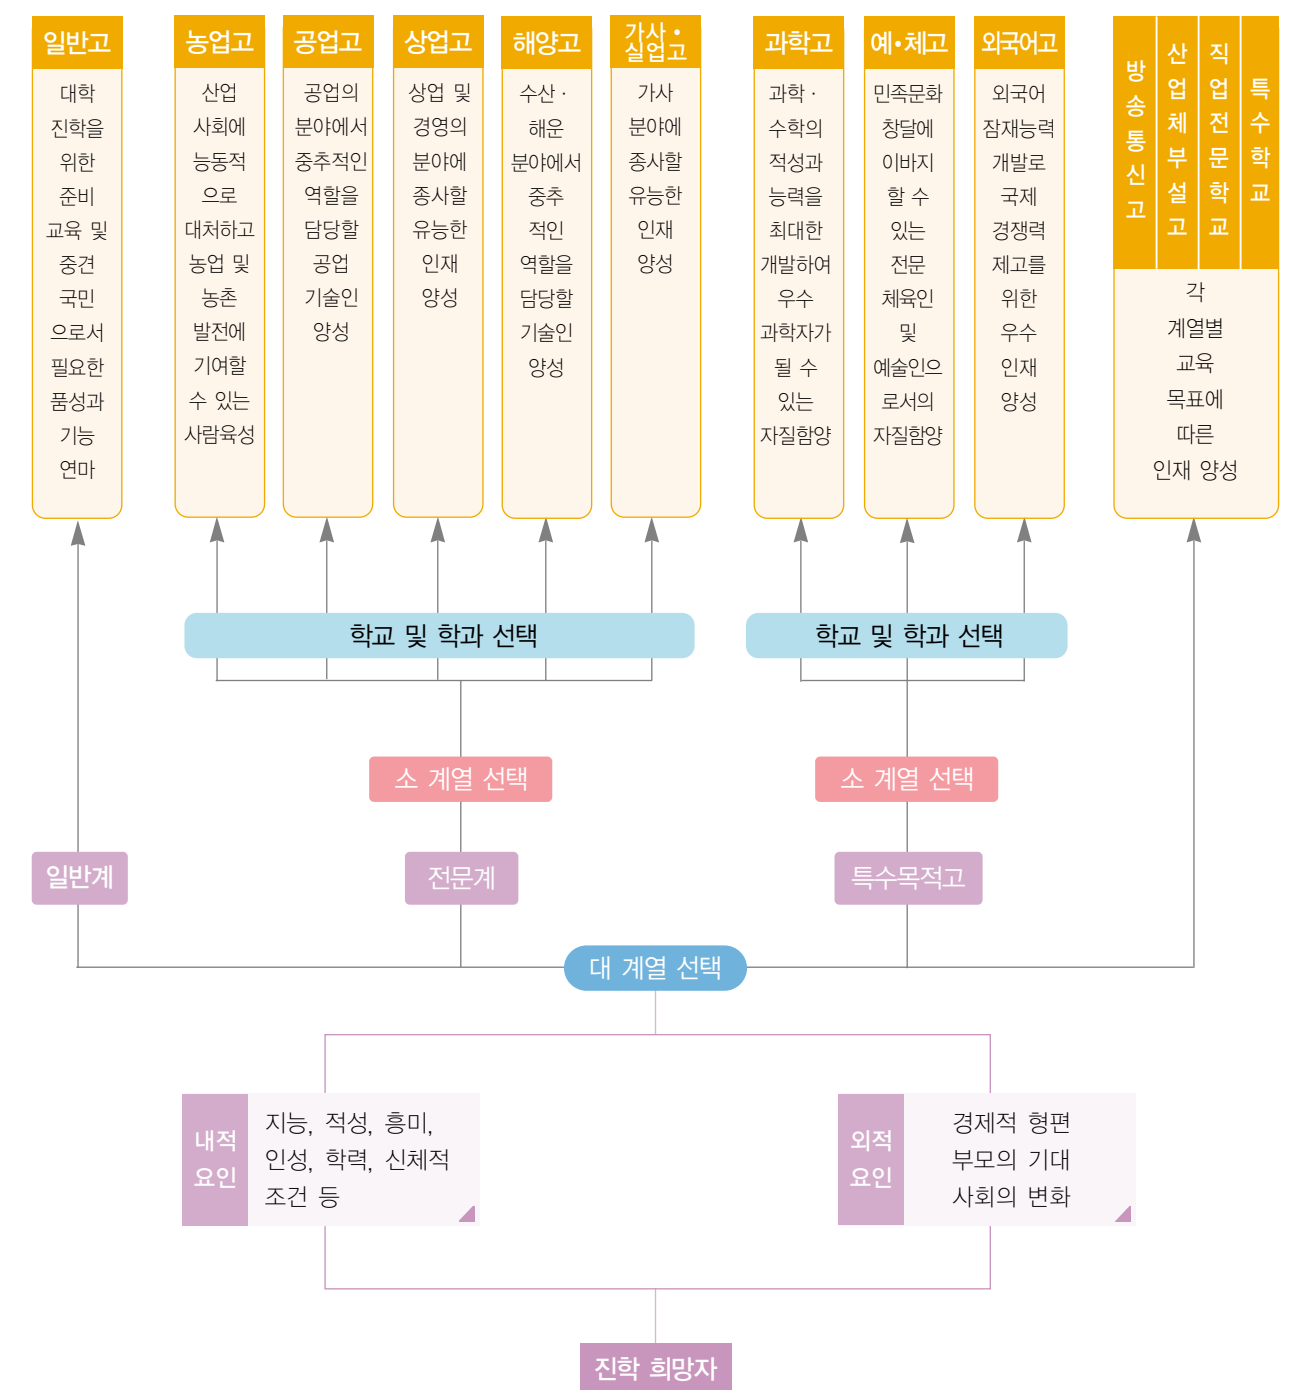 일반고
대학
진학을
위한
준비
교육 및
중견
국민
으로서
필요한
품성과
기능
연마
농업고
산업
사회에
능동적
으로
대처하고
농업 및
농촌
발전에
기여할
수 있는
사람육성
공업고
공업의
분야에서
중추적인
역할을
담당할
공업
기술인
양성
상업고
상업 및
경영의
분야에
종사할
유능한
인재
양성
해양고
수산 ·
해운
분야에서
중추
적인
역할을
담당할
기술인
양성
가사 •
실업고
가사
분야에
종사할
유능한
인재
양성
과학고
과학 ·
수학의
적성과
능력을
최대한
개발하여
우수
과학자가
될 수
있는
자질함양
예•체고
민족문화
창달에
이바지
할 수
있는
전문
체육인
및
예술인으
로서의
자질함양
외국어고
외국어
잠재능력
개발로
국제
경쟁력
제고를
위한
우수
인재
양성
방송통신고
산업체부설고
직업전문학교
특수학교
각
계열별
교육
목표에
따른
인재 양성
학교 및 학과 선택
학교 및 학과 선택
소 계열 선택
소 계열 선택
일반계
전문계
특수목적고
대 계열 선택
내적
요인
지능, 적성, 흥미,
인성, 학력, 신체적
조건 등
외적
요인
경제적 형편
부모의 기대
사회의 변화
진학 희망자